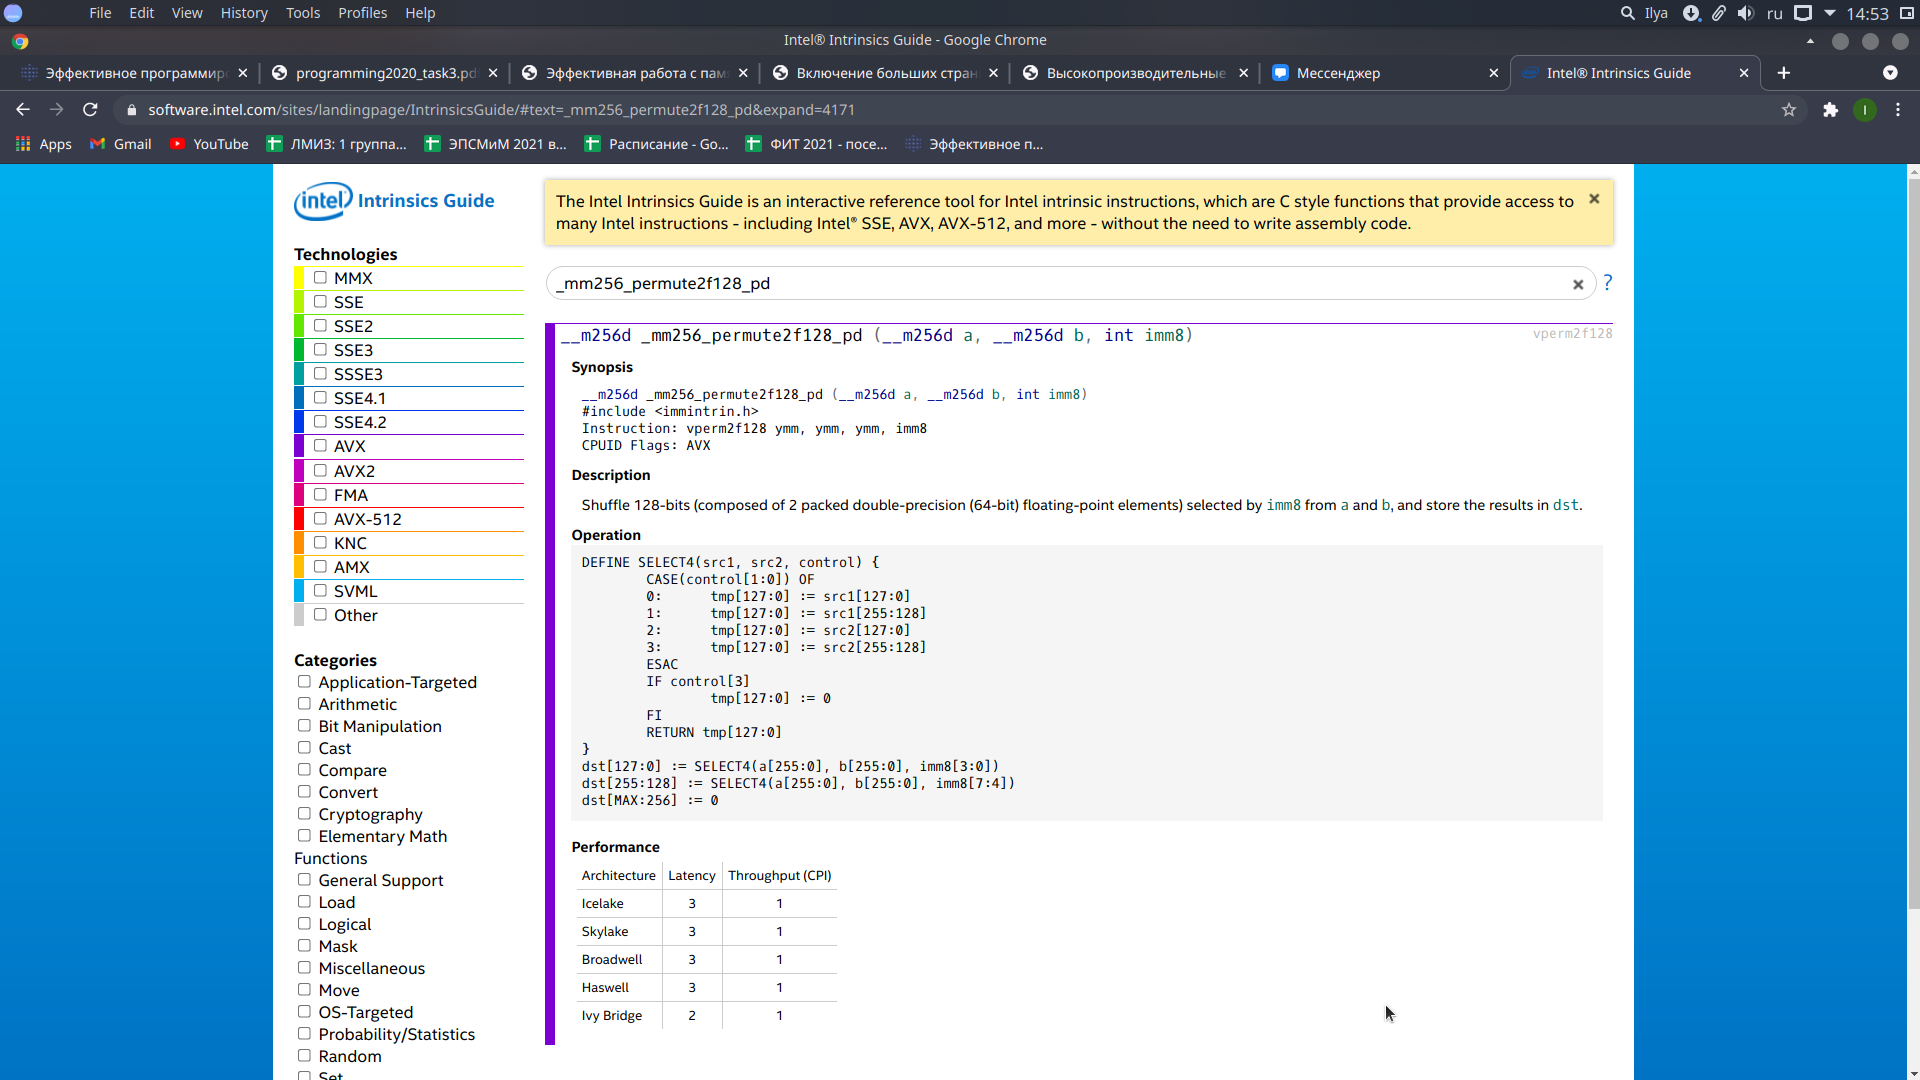 File Edit View History Tools Profiles Help
Ilya ru 14:53
Intel® Intrinsics Guide - Google Chrome
Эффективное программир programming2020_task3.pd Эффективная работа с пам Включение больших стран Высокопроизводительные Мессенджер Intel® Intrinsics Guide
software.intel.com/sites/landingpage/IntrinsicsGuide/#text=_mm256_permute2f128_pd&expand=4171
I
Apps Gmail YouTube ЛМИЗ: 1 группа... ЭПСМиМ 2021 в... Расписание - Go... ФИТ 2021 - посе... Эффективное п...
intel Intrinsics Guide
Technologies
MMX
SSE
SSE2
SSE3
SSSE3
SSE4.1
SSE4.2
AVX
AVX2
FMA
AVX-512
KNC
AMX
SVML
Other
Categories
Application-Targeted
Arithmetic
Bit Manipulation
Cast
Compare
Convert
Cryptography
Elementary Math
Functions
General Support
Load
Logical
Mask
Miscellaneous
Move
OS-Targeted
Probability/Statistics
Random
Set
The Intel Intrinsics Guide is an interactive reference tool for Intel intrinsic instructions, which are C style functions that provide access to
many Intel instructions - including Intel® SSE, AVX, AVX-512, and more - without the need to write assembly code.
_mm256_permute2f128_pd
?
__m256d _mm256_permute2f128_pd (__m256d a, __m256d b, int imm8) vperm2f128
Synopsis
__m256d _mm256_permute2f128_pd (__m256d a, __m256d b, int imm8)
#include <immintrin.h>
Instruction: vperm2f128 ymm, ymm, ymm, imm8
CPUID Flags: AVX
Description
Shuffle 128-bits (composed of 2 packed double-precision (64-bit) floating-point elements) selected by imm8 from a and b, and store the results in dst.
Operation
DEFINE SELECT4(src1, src2, control) {
CASE(control[1:0]) OF
0: tmp[127:0] := src1[127:0]
1: tmp[127:0] := src1[255:128]
2: tmp[127:0] := src2[127:0]
3: tmp[127:0] := src2[255:128]
ESAC
IF control[3]
tmp[127:0] := 0
FI
RETURN tmp[127:0]
}
dst[127:0] := SELECT4(a[255:0], b[255:0], imm8[3:0])
dst[255:128] := SELECT4(a[255:0], b[255:0], imm8[7:4])
dst[MAX:256] := 0
Performance
Architecture Latency Throughput (CPI)
Icelake 3 1
Skylake 3 1
Broadwell 3 1
Haswell 3 1
Ivy Bridge 2 1